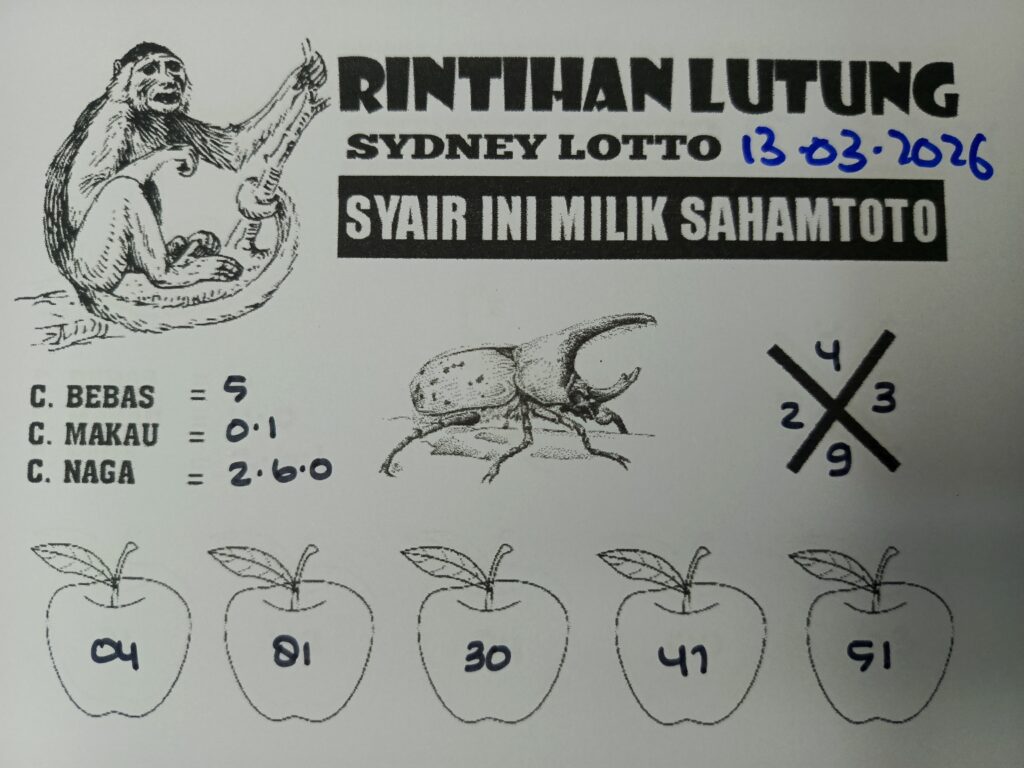 RINTIHAN LUTUNG
SYDNEY LOTTO 13-03-2026
SYAIR INI MILIK SAHAMTOTO
C. BEBAS = 5
C. MAKAU = 0.1
C. NAGA = 2.6.0
4
2 3
9
04 81 30 47 51